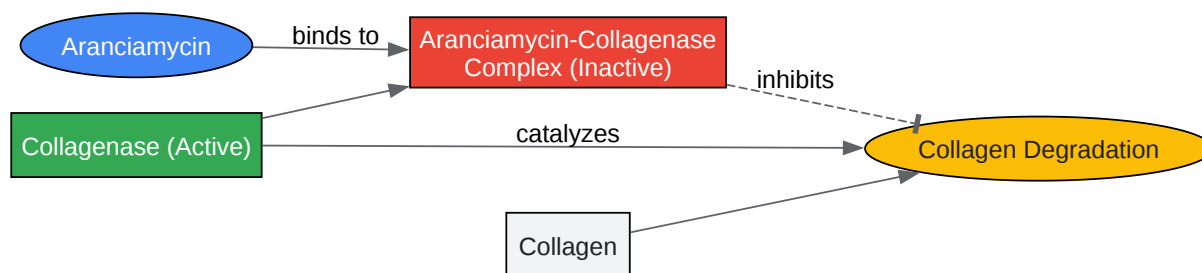 Aranciamycin
binds to
Aranciamycin-Collagenase
Complex (Inactive)
inhibits
Collagenase (Active)
catalyzes
Collagen Degradation
Collagen